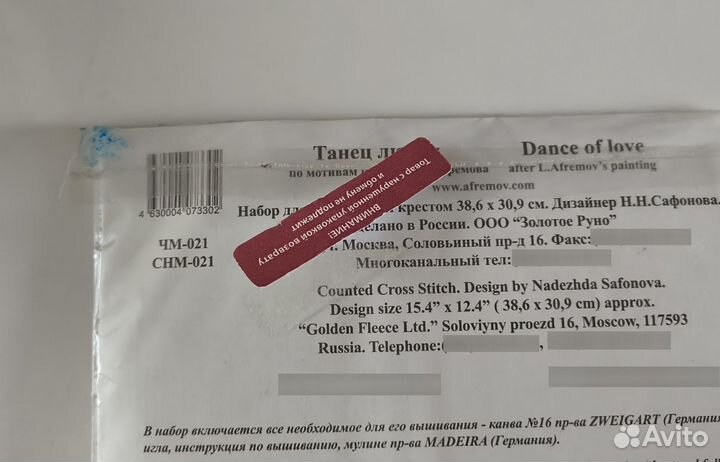 Танец Dance of love
по мотивам after L.Afremov's painting
www.afremov.com
4 630004 073302
Набор для крестом 38,6 x 30,9 см. Дизайнер Н.Н.Сафонова.
ЧМ-021 в России. ООО “Золотое Руно”
Москва, Соловьиный пр-д 16. Факс:
СНМ-021 Многоканальный тел:
ВНИМАНИЕ!
Товар с нарушенной упаковкой возврату
и обмену не подлежит
Counted Cross Stitch. Design by Nadezhda Safonova.
Design size 15.4” x 12.4” ( 38,6 x 30,9 cm) approx.
“Golden Fleece Ltd.” Soloviyny proezd 16, Moscow, 117593
Russia. Telephone:(
В набор включается все необходимое для его вышивания - канва №16 пр-ва ZWEIGART (Германия
игла, инструкция по вышиванию, мулине пр-ва MADEIRA (Германия).
Avito